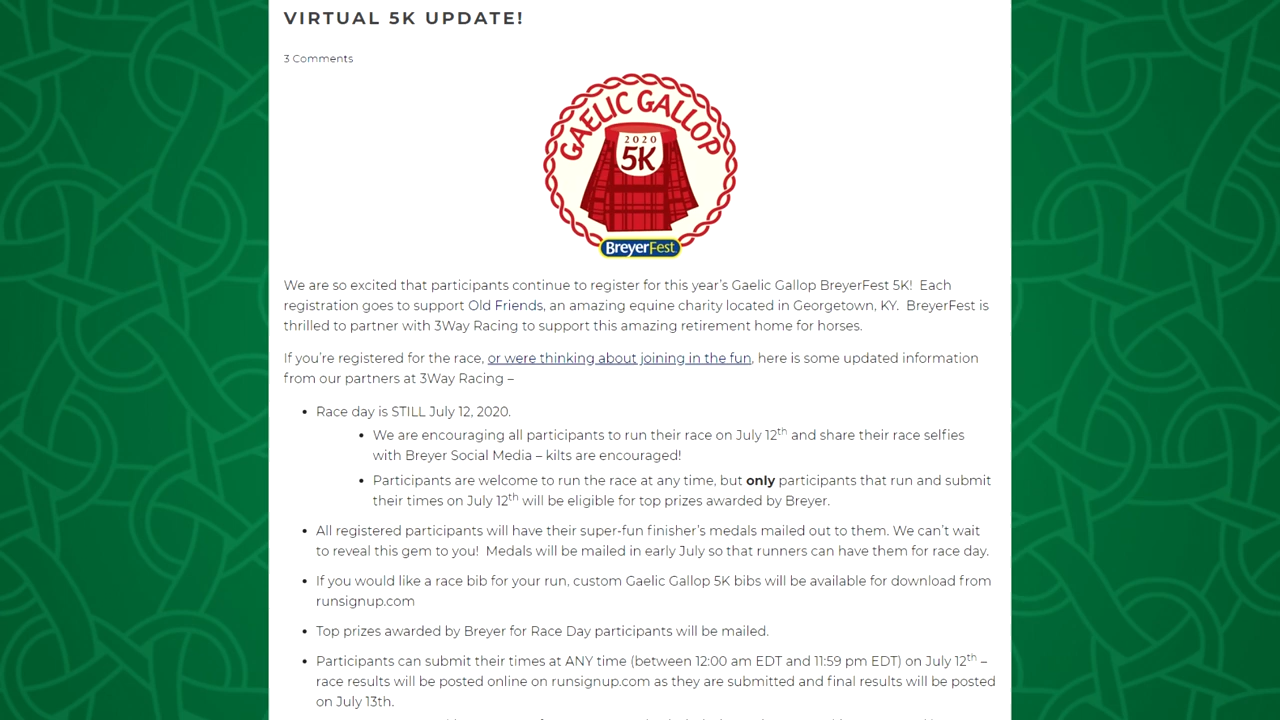 VIRTUAL 5K UPDATE!
3 Comments
GAELIC GALLOP
2020
5K
BreyerFest
We are so excited that participants continue to register for this year's Gaelic Gallop BreyerFest 5K!  Each
registration goes to support Old Friends, an amazing equine charity located in Georgetown, KY.  BreyerFest is
thrilled to partner with 3Way Racing to support this amazing retirement home for horses.
If you're registered for the race, or were thinking about joining in the fun, here is some updated information
from our partners at 3Way Racing –
• Race day is STILL July 12, 2020.
• We are encouraging all participants to run their race on July 12th and share their race selfies
with Breyer Social Media – kilts are encouraged!
• Participants are welcome to run the race at any time, but only participants that run and submit
their times on July 12th will be eligible for top prizes awarded by Breyer.
• All registered participants will have their super-fun finisher's medals mailed out to them. We can't wait
to reveal this gem to you!  Medals will be mailed in early July so that runners can have them for race day.
• If you would like a race bib for your run, custom Gaelic Gallop 5K bibs will be available for download from
runsignup.com
• Top prizes awarded by Breyer for Race Day participants will be mailed.
• Participants can submit their times at ANY time (between 12:00 am EDT and 11:59 pm EDT) on July 12th –
race results will be posted online on runsignup.com as they are submitted and final results will be posted
on July 13th.